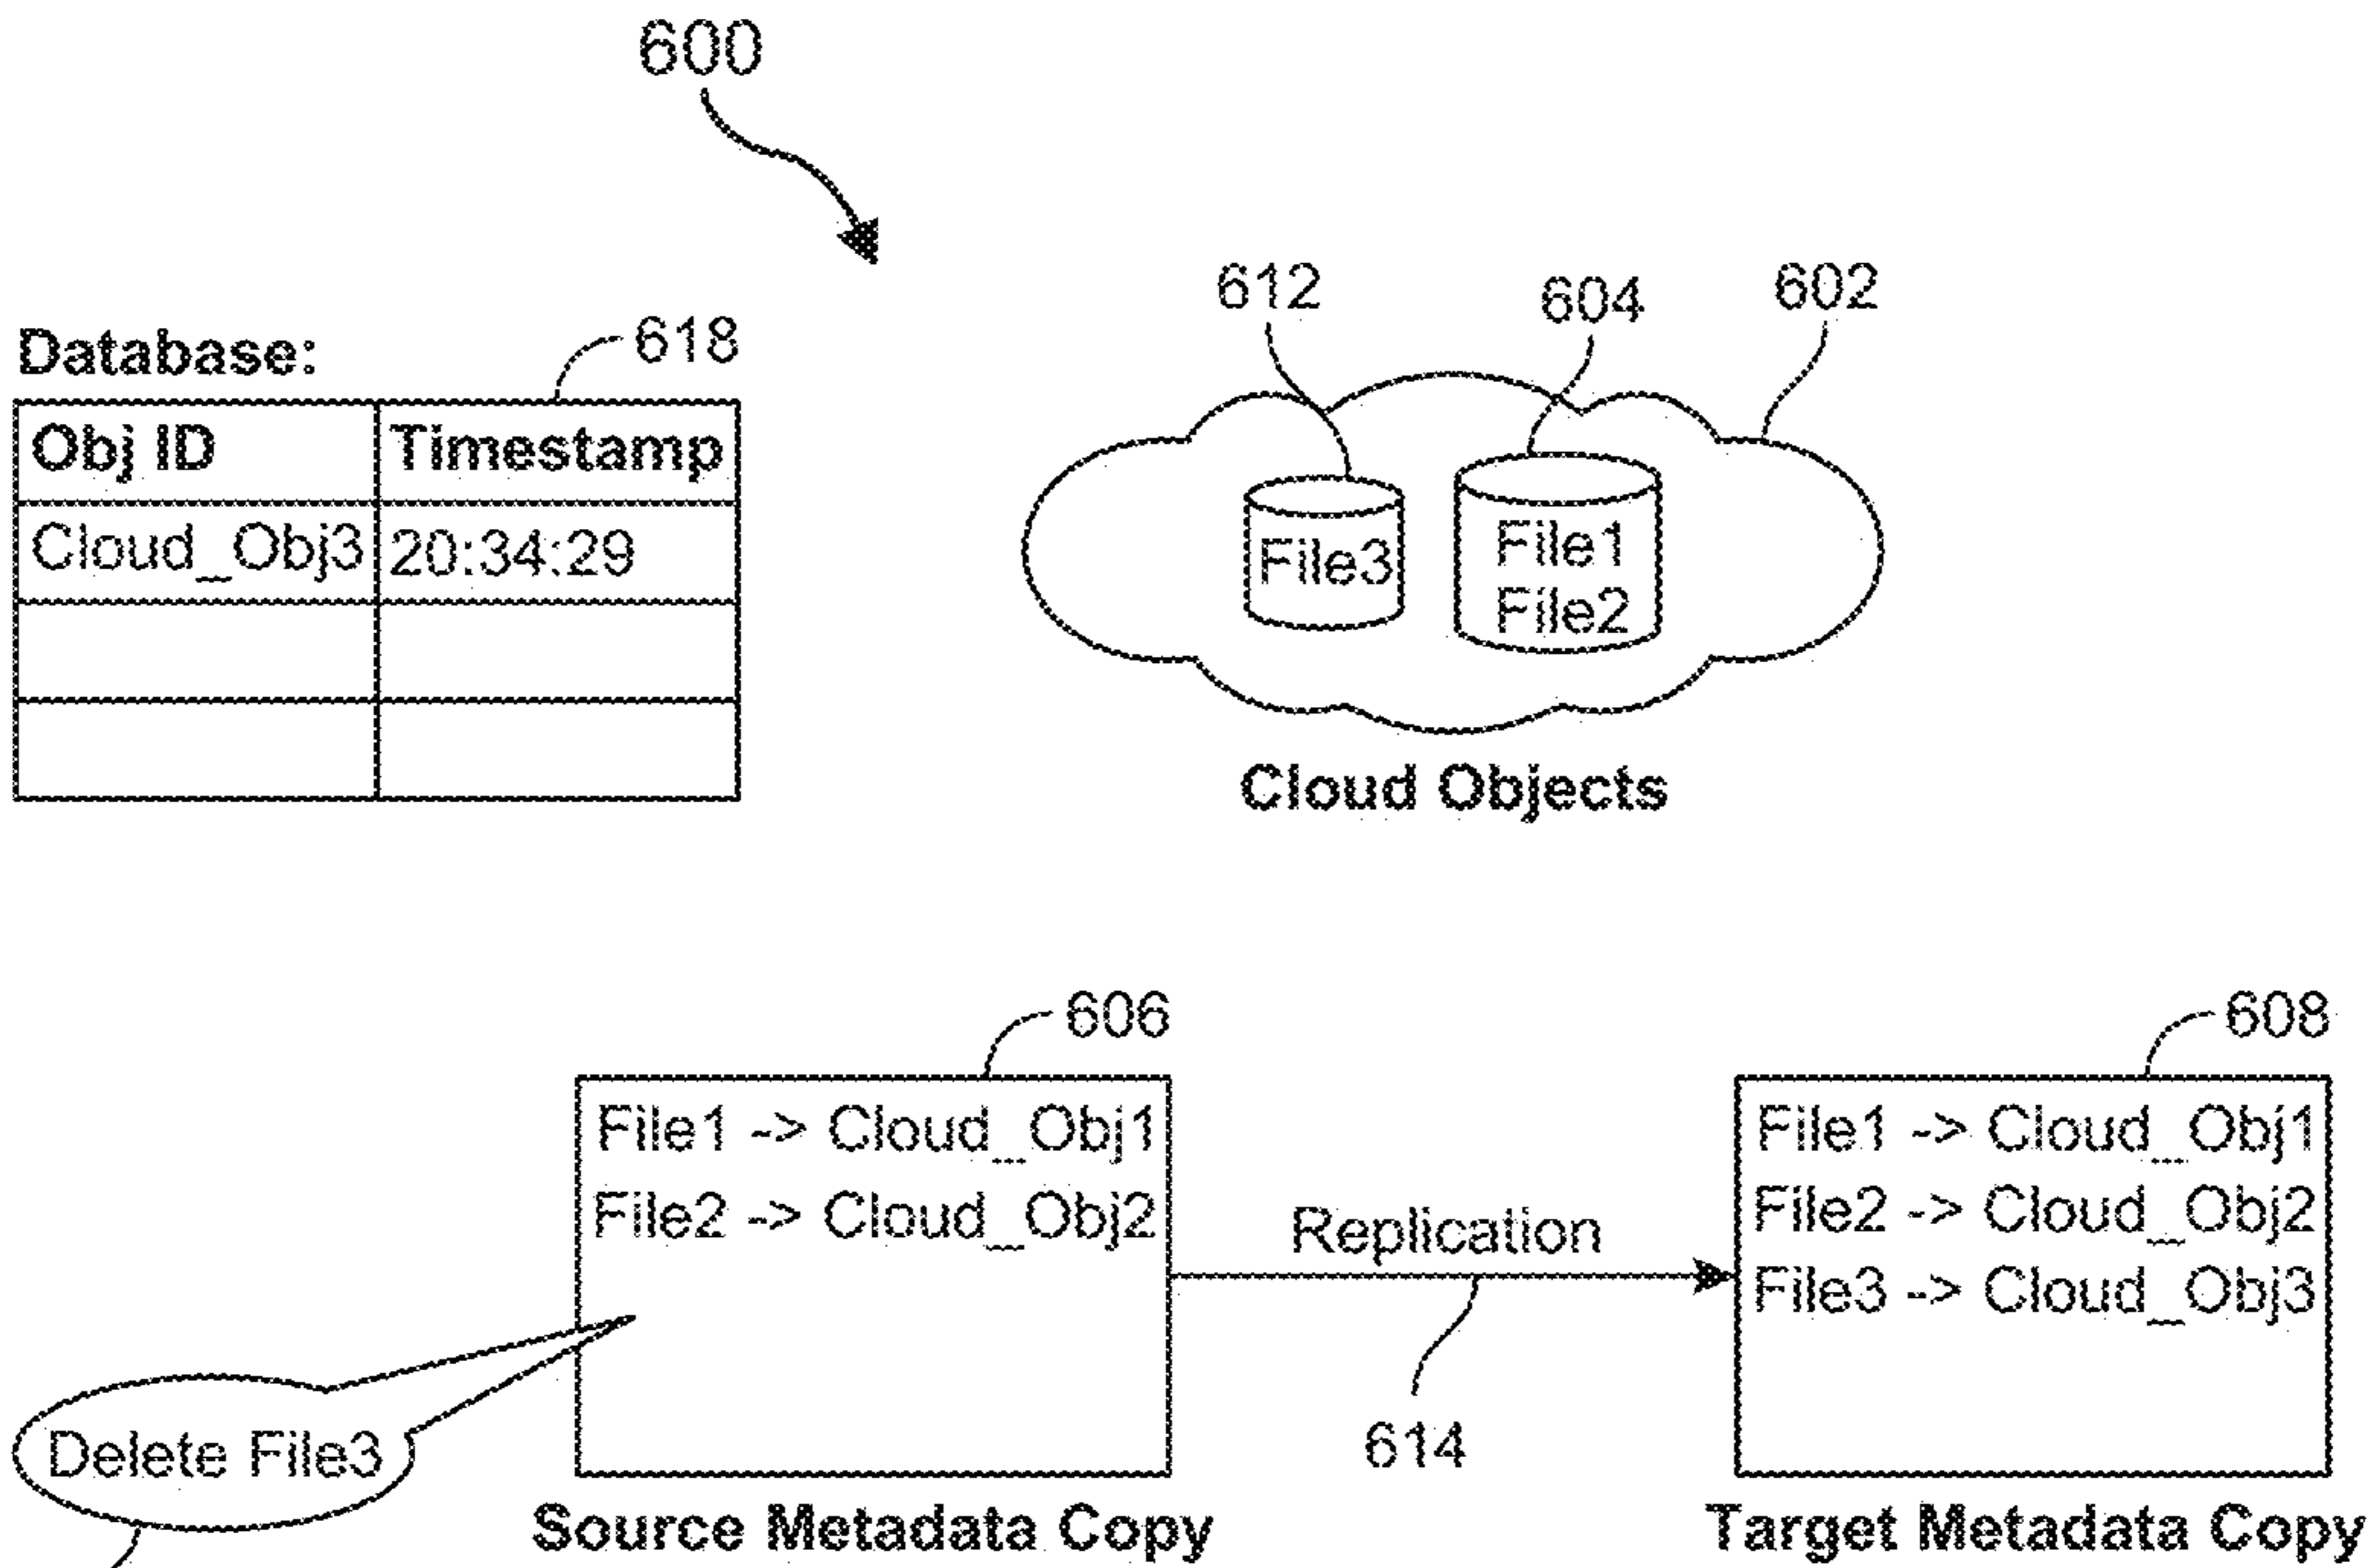 600
612
604
602
Database:
618
Obj ID
Timestamp
Cloud_Obj3
20:34:29
File3
File1
File2
Cloud Objects
606
608
File1 -> Cloud_Obj1
File2 -> Cloud_Obj2
Replication
614
File1 -> Cloud_Obj1
File2 -> Cloud_Obj2
File3 -> Cloud_Obj3
Delete File3
Source Metadata Copy
Target Metadata Copy